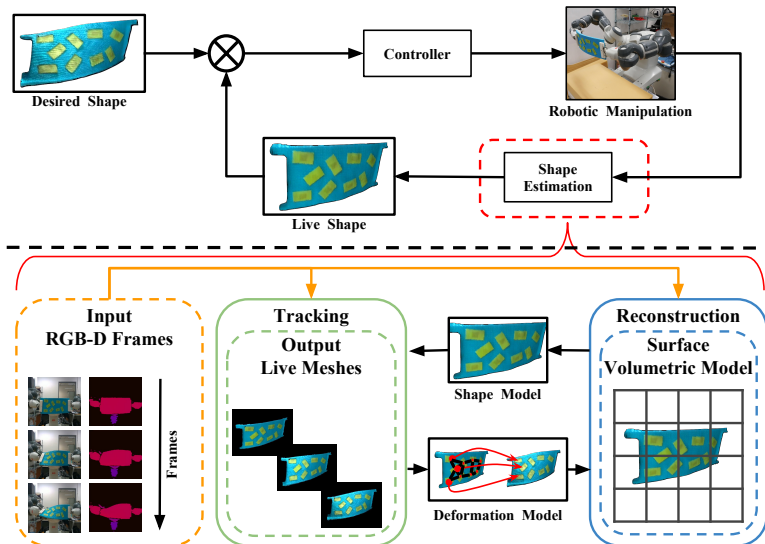 Desired Shape
Controller
Robotic Manipulation
Live Shape
Shape
Estimation
Input
RGB-D Frames
Frames
Tracking
Output
Live Meshes
Shape Model
Deformation Model
Reconstruction
Surface
Volumetric Model